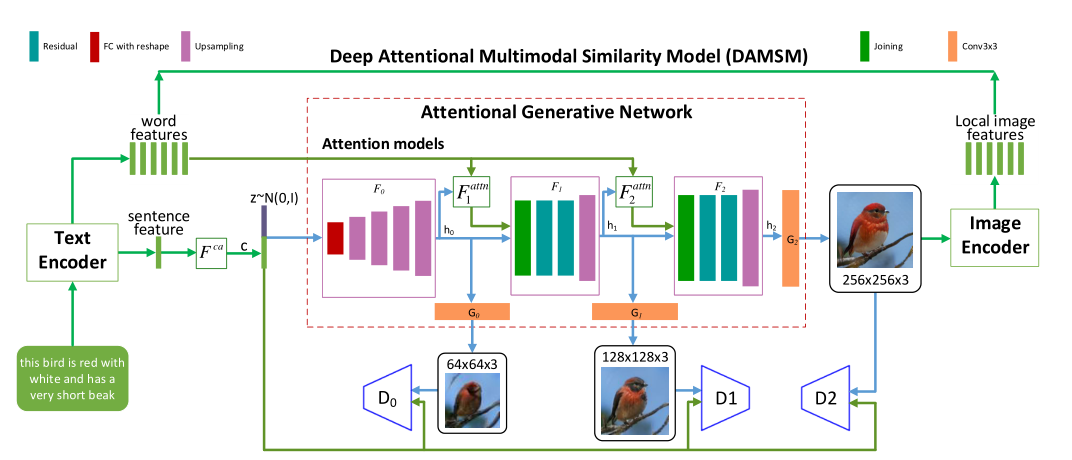 Residual
FC with reshape
Upsampling
Joining
Conv3x3
Deep Attentional Multimodal Similarity Model (DAMSM)
Attentional Generative Network
word
features
Local image
features
Attention models
z~N(0,I)
F0
F1attn
F1
F2attn
F2
sentence
feature
Text
Encoder
Fca
c
h0
h1
h2
G2
Image
Encoder
256x256x3
G0
G1
this bird is red with
white and has a
very short beak
64x64x3
128x128x3
D0
D1
D2